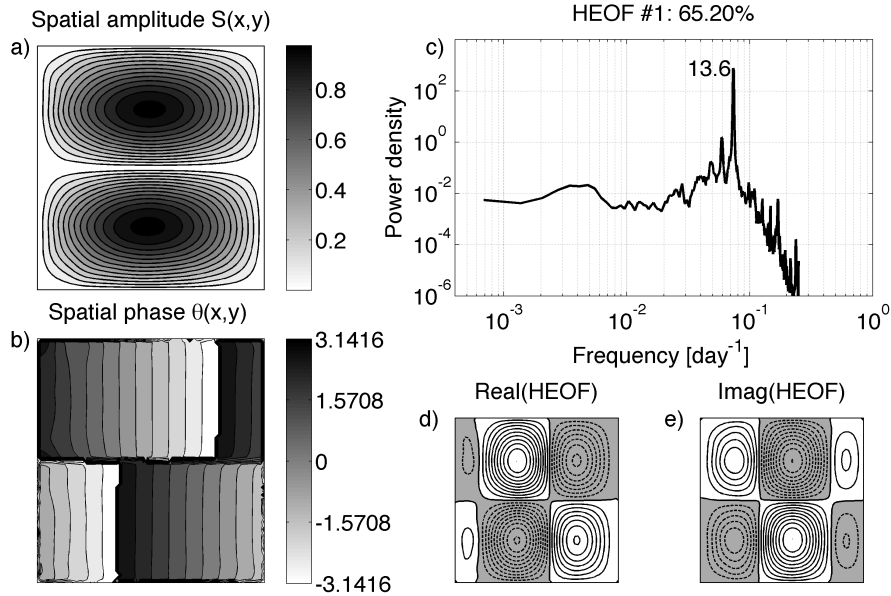 Spatial amplitude S(x,y)
a)
0.8
0.6
0.4
0.2
Spatial phase θ(x,y)
b)
3.1416
1.5708
0
-1.5708
-3.1416
HEOF #1: 65.20%
c)
13.6
10^2
10^0
10^-2
10^-4
10^-6
Power density
10^-3
10^-2
10^-1
10^0
Frequency [day^-1]
Real(HEOF)
d)
Imag(HEOF)
e)